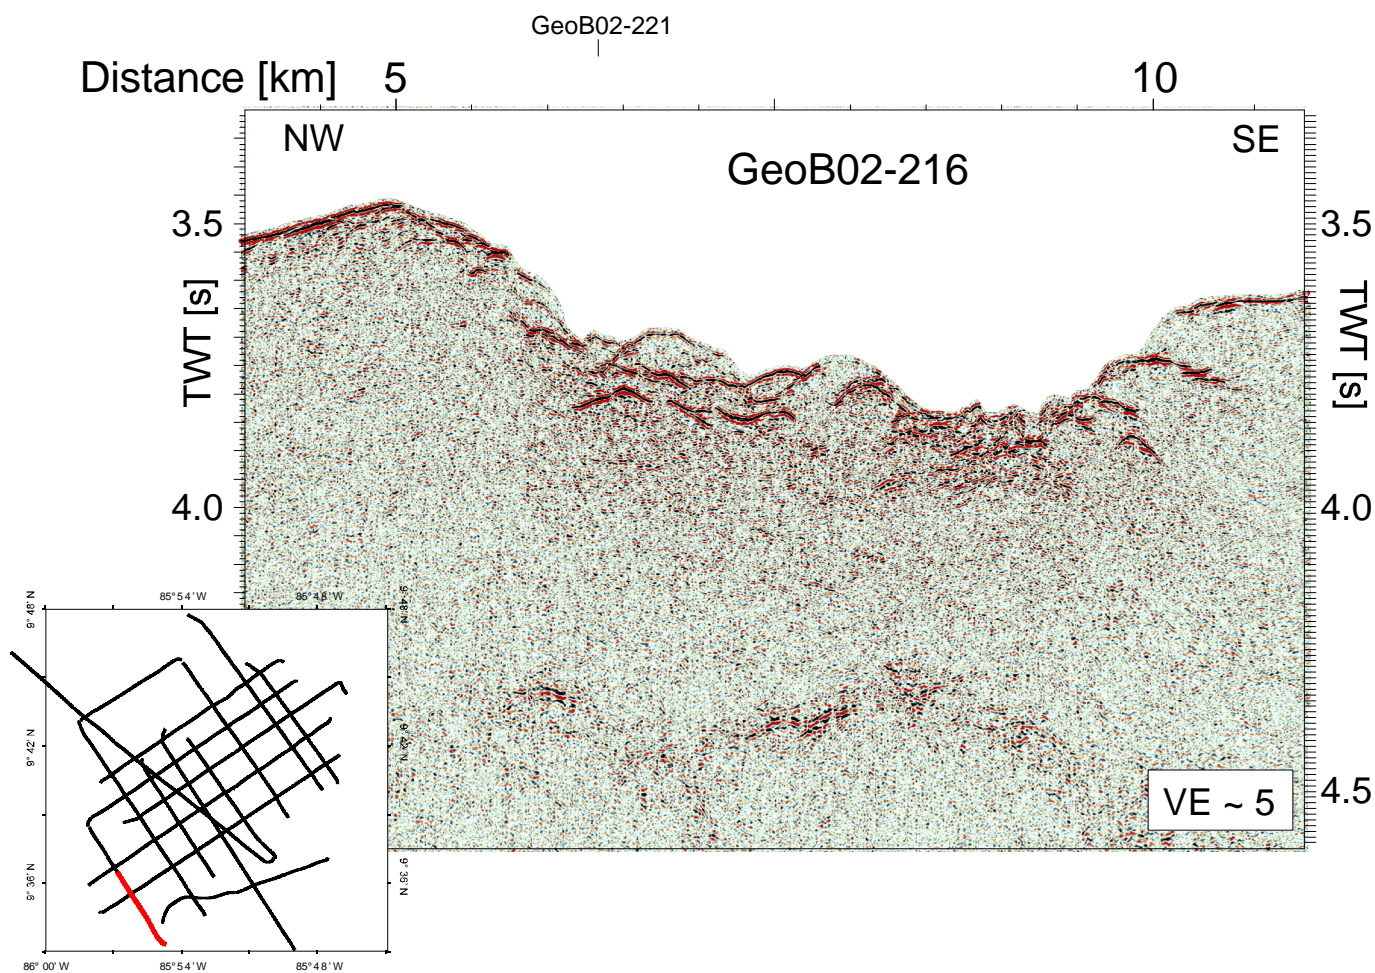 GeoB02-221
Distance [km] 5 10
NW SE
GeoB02-216
3.5 3.5
TWT [s] TWT [s]
4.0 4.0
4.5
VE ~ 5
85°54'W 85°48'W
9°48'N 9°48'N
9°42'N 9°42'N
9°36'N 9°36'N
86°00'W 85°54'W 85°48'W